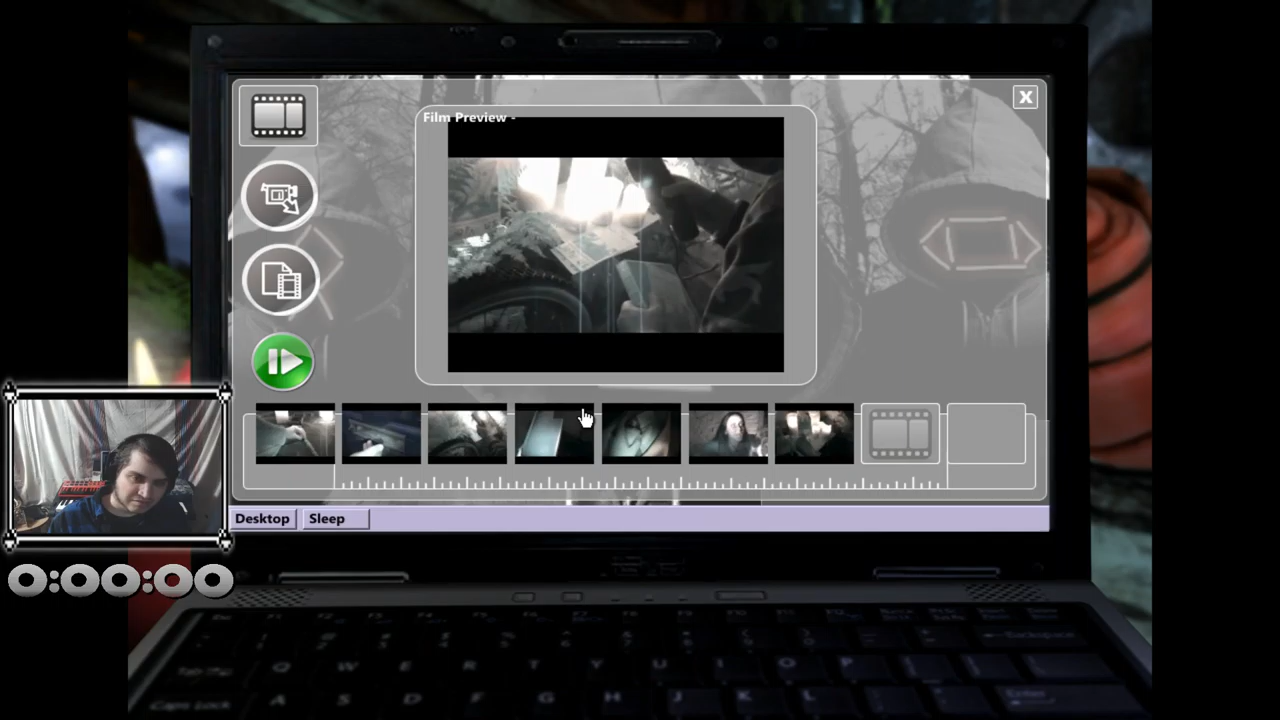 X
Film Preview -
Desktop
Sleep
0:00:00
Q W E R T Y U I O P
A S D F G H J K L